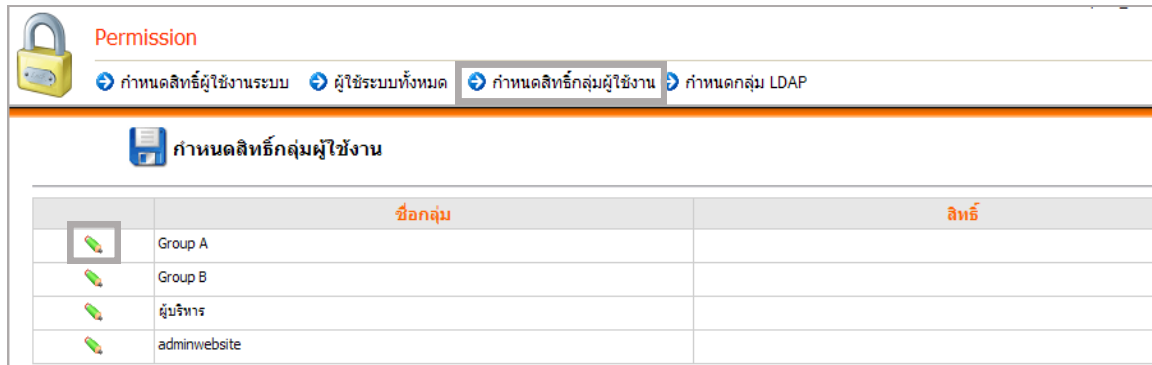 Permission
กำหนดสิทธิ์ผู้ใช้งานระบบ ผู้ใช้ระบบทั้งหมด กำหนดสิทธิ์กลุ่มผู้ใช้งาน กำหนดกลุ่ม LDAP
กำหนดสิทธิ์กลุ่มผู้ใช้งาน
ชื่อกลุ่ม สิทธิ์
Group A
Group B
ผู้บริหาร
adminwebsite